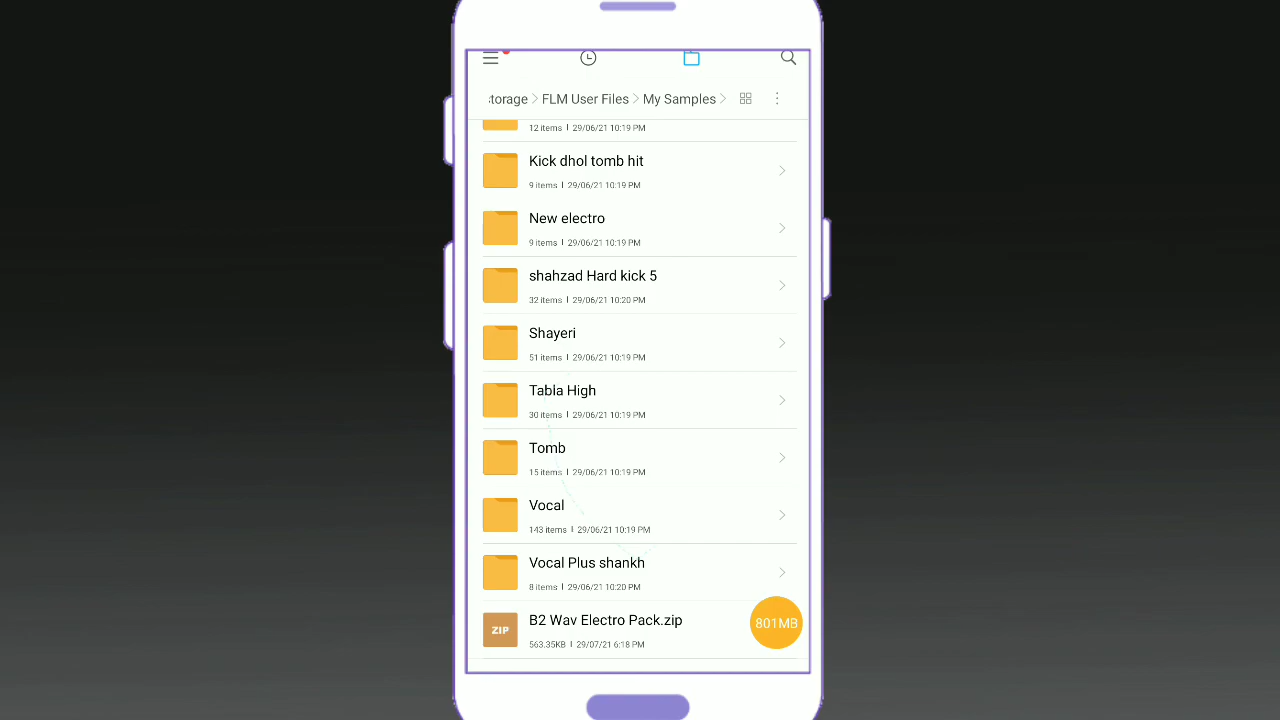 torage > FLM User Files > My Samples >
12 items | 29/06/21 10:19 PM
Kick dhol tomb hit
9 items | 29/06/21 10:19 PM
New electro
9 items | 29/06/21 10:19 PM
shahzad Hard kick 5
32 items | 29/06/21 10:20 PM
Shayeri
51 items | 29/06/21 10:19 PM
Tabla High
30 items | 29/06/21 10:19 PM
Tomb
15 items | 29/06/21 10:19 PM
Vocal
143 items | 29/06/21 10:19 PM
Vocal Plus shankh
8 items | 29/06/21 10:20 PM
ZIP
B2 Wav Electro Pack.zip
563.35KB | 29/07/21 6:18 PM
801MB